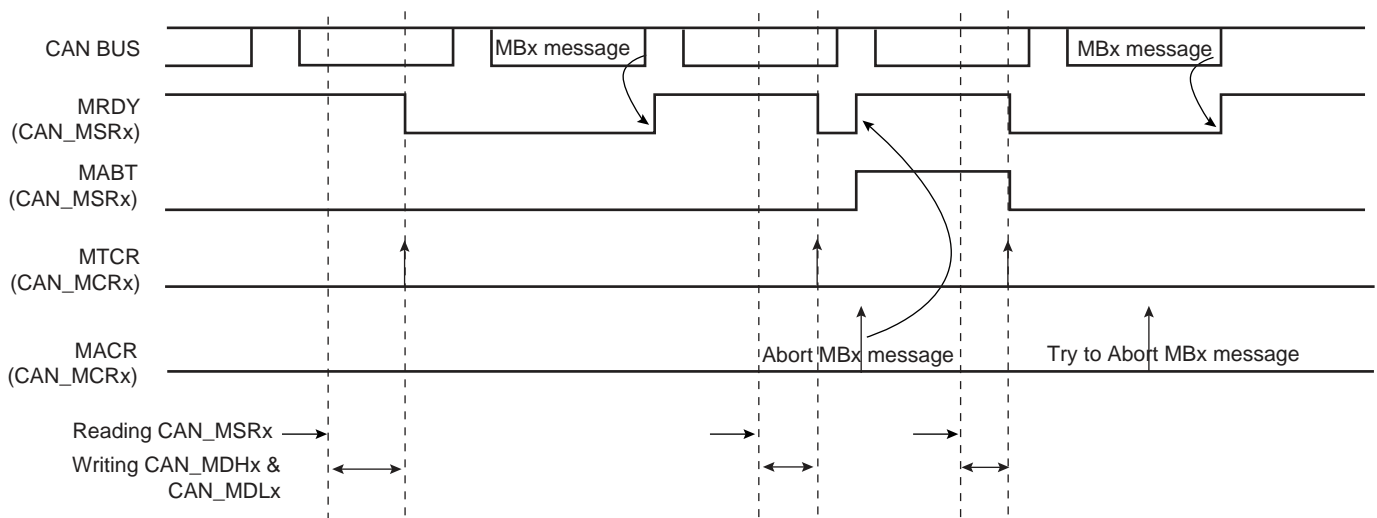 CAN BUS
MBx message
MBx message
MRDY
(CAN_MSRx)
MABT
(CAN_MSRx)
MTCR
(CAN_MCRx)
MACR
(CAN_MCRx)
Abort MBx message
Try to Abort MBx message
Reading CAN_MSRx
Writing CAN_MDHx &
CAN_MDLx